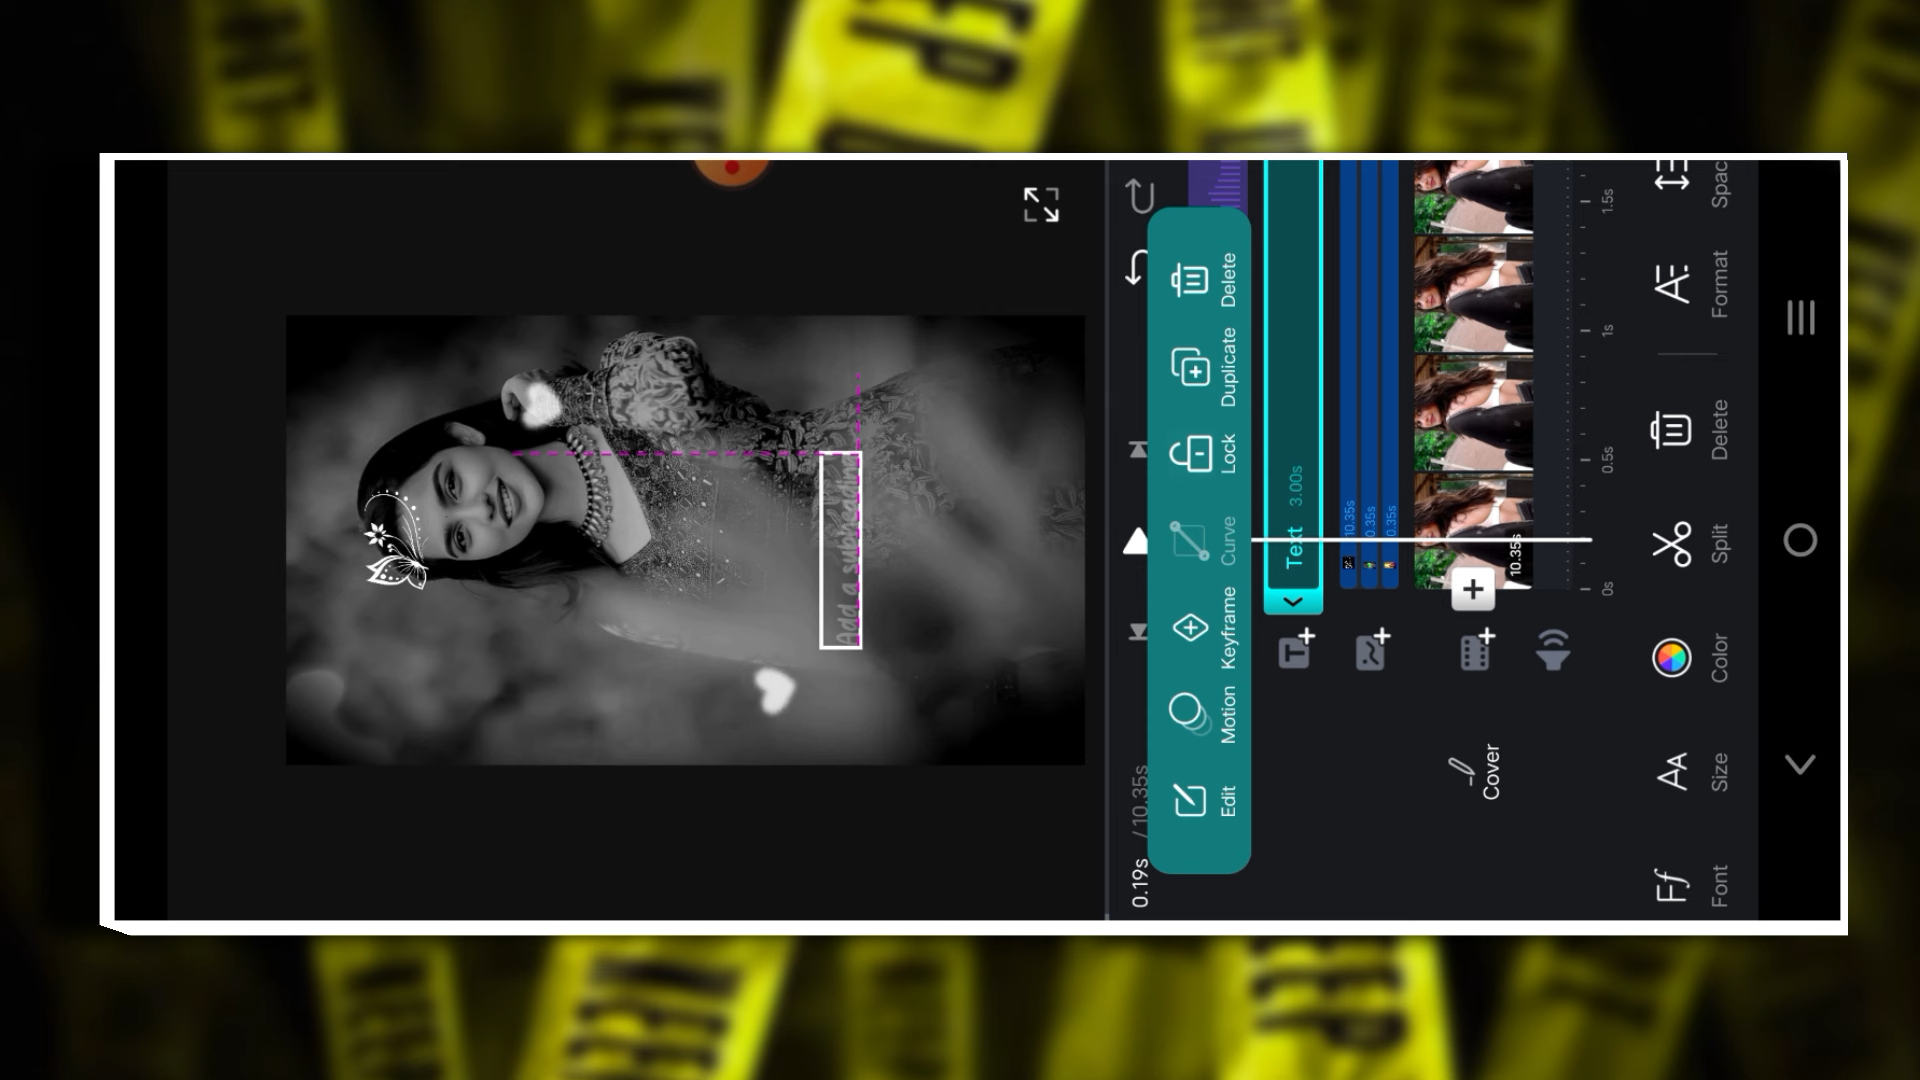 Add a subheading
0.19s / 10.35s
Edit
Motion
Keyframe
Curve
Lock
Duplicate
Delete
Text 3.00s
10.35s
0.35s
0.35s
10.35s
Cover
0s
0.5s
1s
1.5s
Font
Size
Color
Split
Delete
Format
Spac